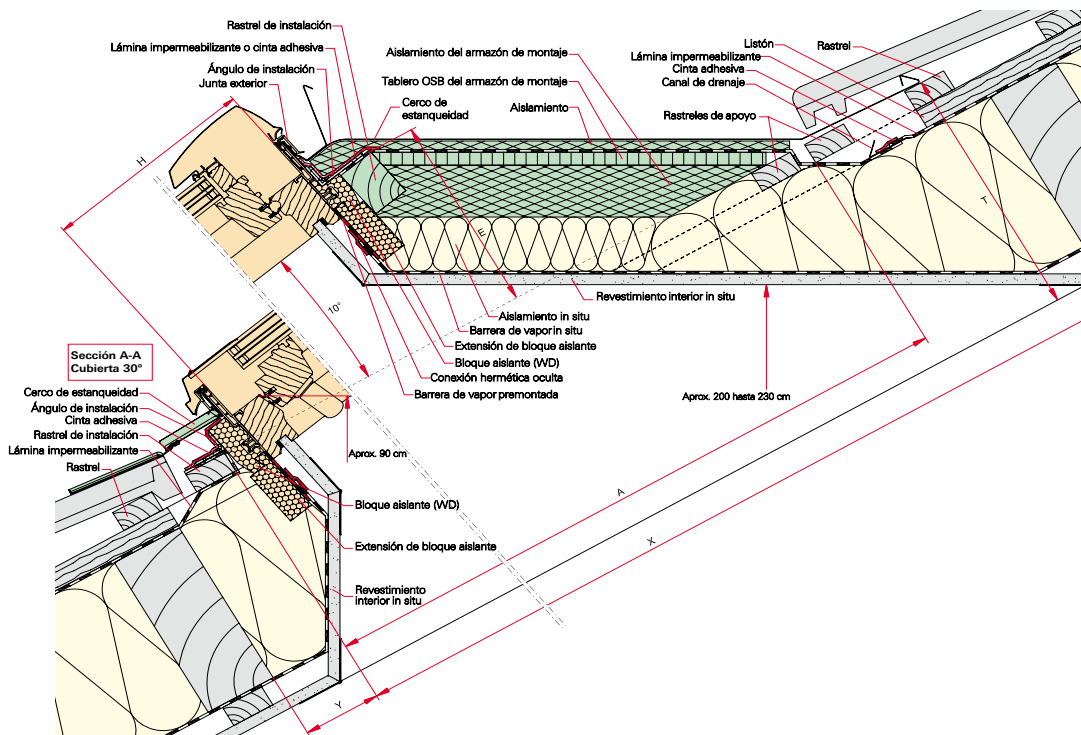 Rastrel de instalación
Lámina impermeabilizante o cinta adhesiva
Ángulo de instalación
Junta exterior
Cerco de
estanqueidad
Aislamiento del armazón de montaje
Tablero OSB del armazón de montaje
Aislamiento
Listón
Lámina impermeabilizante
Cinta adhesiva
Canal de drenaje
Rastrel
Rastreles de apoyo
H
E
T
10°
Revestimiento interior in situ
Aislamiento in situ
Barrera de vapor in situ
Extensión de bloque aislante
Bloque aislante (WD)
Conexión hermética oculta
Barrera de vapor premontada
Aprox. 200 hasta 230 cm
Sección A-A
Cubierta 30°
Cerco de estanqueidad
Ángulo de instalación
Cinta adhesiva
Rastrel de instalación
Lámina impermeabilizante
Rastrel
Aprox. 90 cm
Bloque aislante (WD)
Extensión de bloque aislante
Revestimiento
interior in situ
A
X
Y